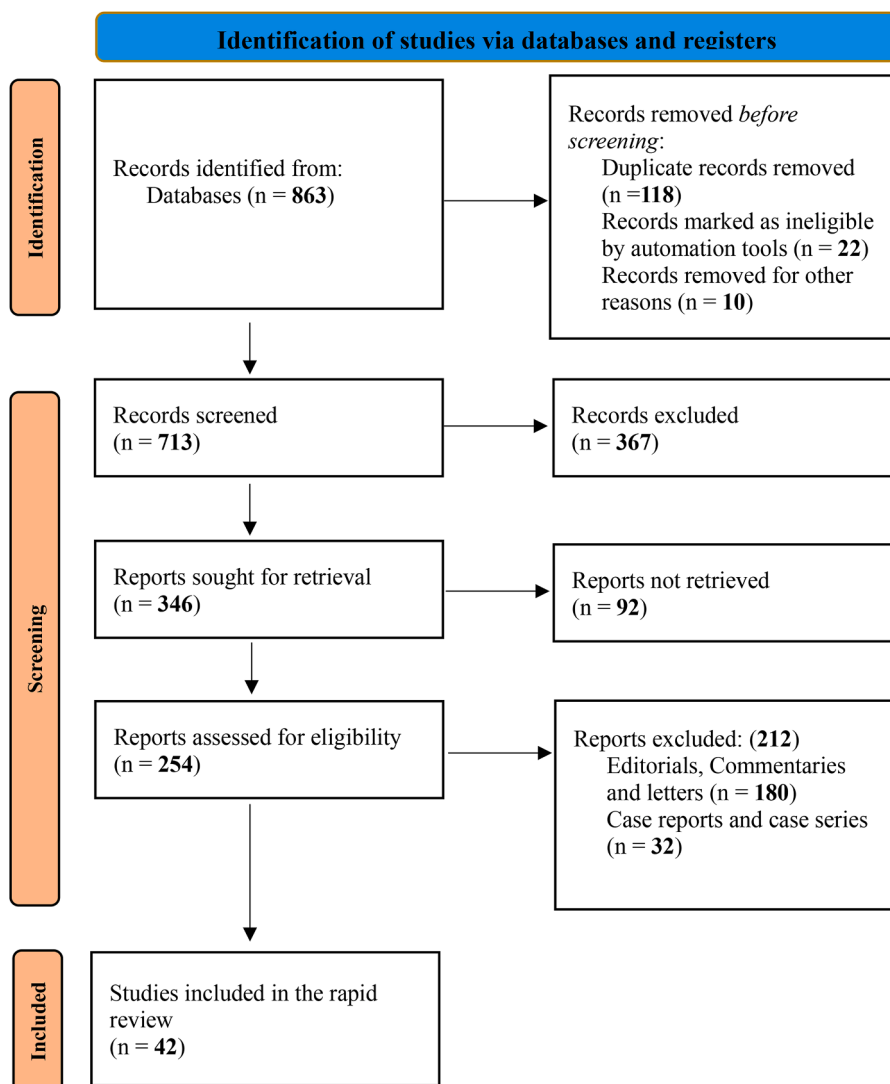 Identification of studies via databases and registers
Identification
Records identified from:
Databases (n = 863)
Records removed before
screening:
Duplicate records removed
(n =118)
Records marked as ineligible
by automation tools (n = 22)
Records removed for other
reasons (n = 10)
Screening
Records screened
(n = 713)
Records excluded
(n = 367)
Reports sought for retrieval
(n = 346)
Reports not retrieved
(n = 92)
Reports assessed for eligibility
(n = 254)
Reports excluded: (212)
Editorials, Commentaries
and letters (n = 180)
Case reports and case series
(n = 32)
Included
Studies included in the rapid
review
(n = 42)